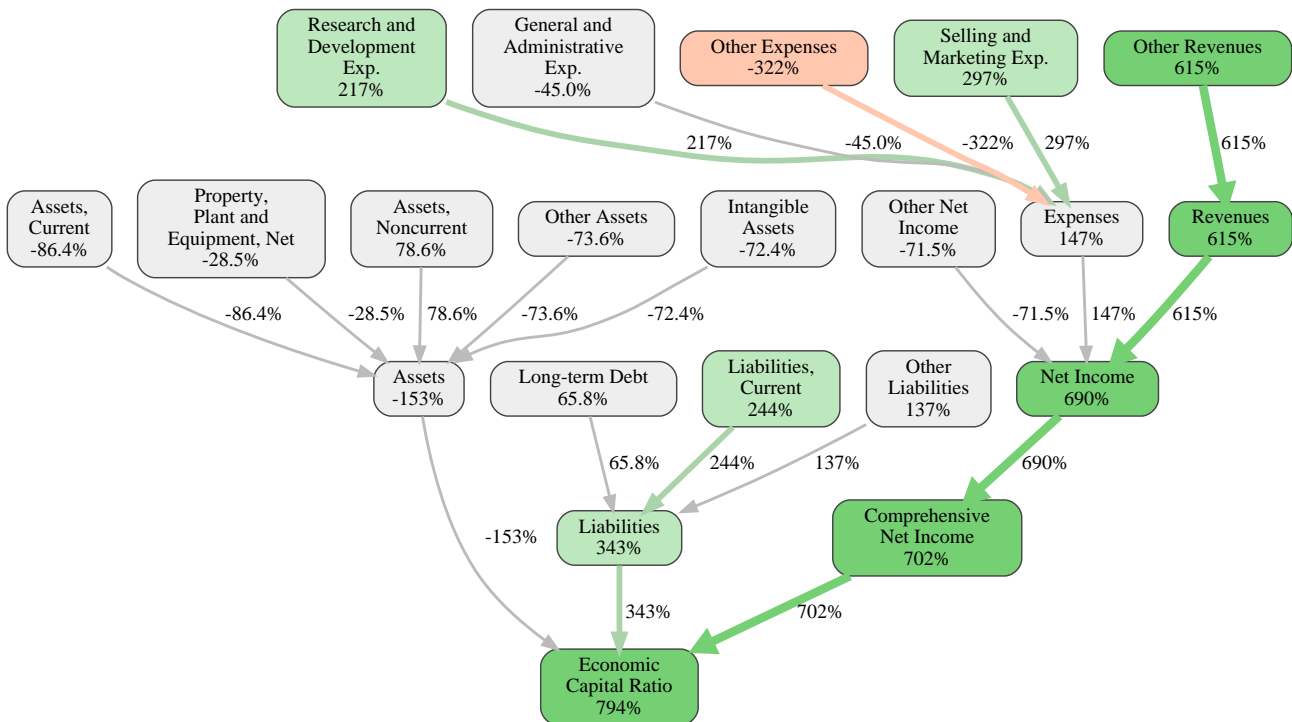 Research and
Development
Exp.
217%
General and
Administrative
Exp.
-45.0%
Other Expenses
-322%
Selling and
Marketing Exp.
297%
Other Revenues
615%
217%
-45.0%
-322%
297%
615%
Assets,
Current
-86.4%
Property,
Plant and
Equipment, Net
-28.5%
Assets,
Noncurrent
78.6%
Other Assets
-73.6%
Intangible
Assets
-72.4%
Other Net
Income
-71.5%
Expenses
147%
Revenues
615%
-86.4%
-28.5%
78.6%
-73.6%
-72.4%
-71.5%
147%
615%
Assets
-153%
Long-term Debt
65.8%
Liabilities,
Current
244%
Other
Liabilities
137%
Net Income
690%
65.8%
244%
137%
690%
Liabilities
343%
Comprehensive
Net Income
702%
-153%
343%
702%
Economic
Capital Ratio
794%